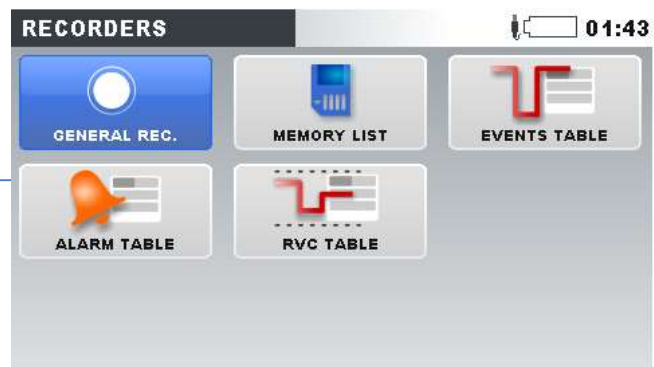 RECORDERS 01:43
GENERAL REC. MEMORY LIST EVENTS TABLE
ALARM TABLE RVC TABLE